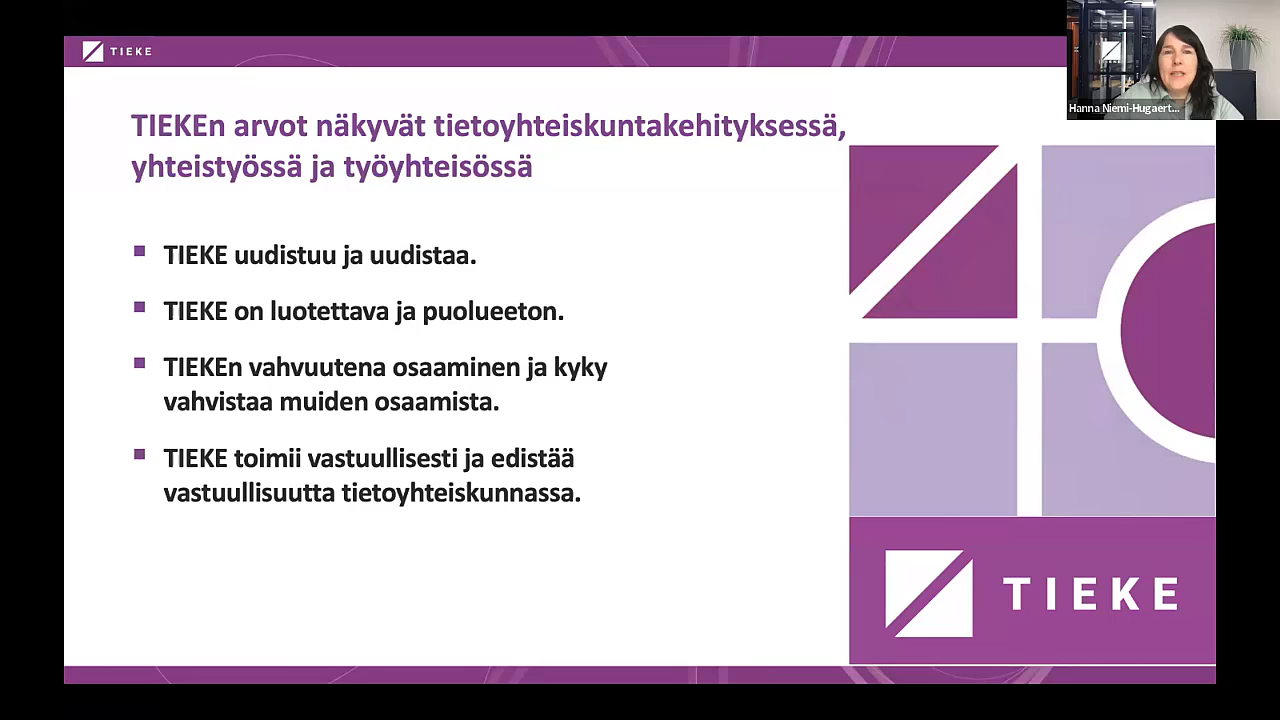 TIEKE
Hanna Niemi-Hugaert...
TIEKEn arvot näkyvät tietoyhteiskuntakehityksessä,
yhteistyössä ja työyhteisössä
TIEKE uudistuu ja uudistaa.
TIEKE on luotettava ja puolueeton.
TIEKEn vahvuutena osaaminen ja kyky
vahvistaa muiden osaamista.
TIEKE toimii vastuullisesti ja edistää
vastuullisuutta tietoyhteiskunnassa.
TIEKE